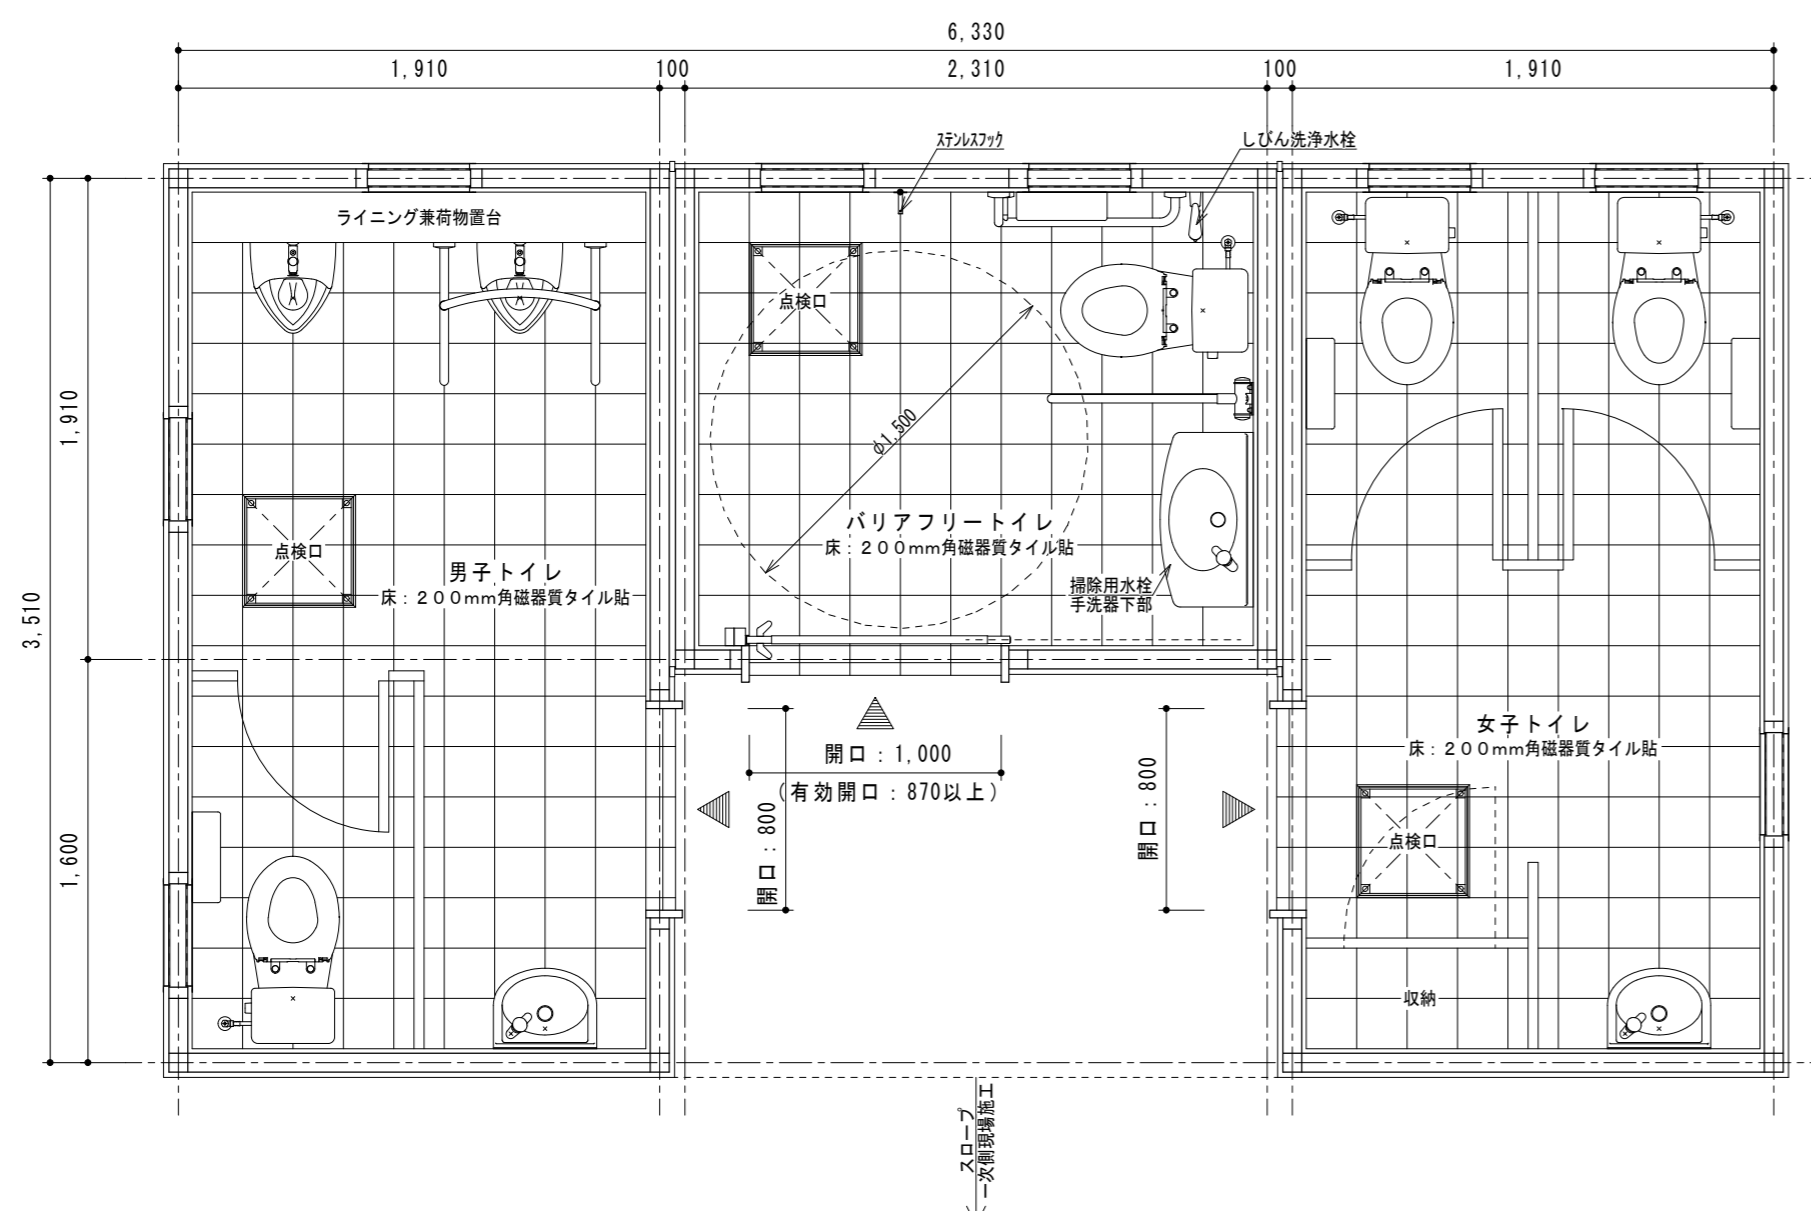 6,330
1,910
100
2,310
100
1,910
ステンレスフック
しびん洗浄水栓
ライニング兼荷物置台
点検口
φ1,500
バリアフリートイレ
床：200mm角磁器質タイル貼
掃除用水栓
手洗器下部
点検口
男子トイレ
床：200mm角磁器質タイル貼
3,510
1,910
1,600
開口：1,000
(有効開口：870以上)
開口：800
開口：800
女子トイレ
床：200mm角磁器質タイル貼
点検口
収納
スロープ
一次側現場施工